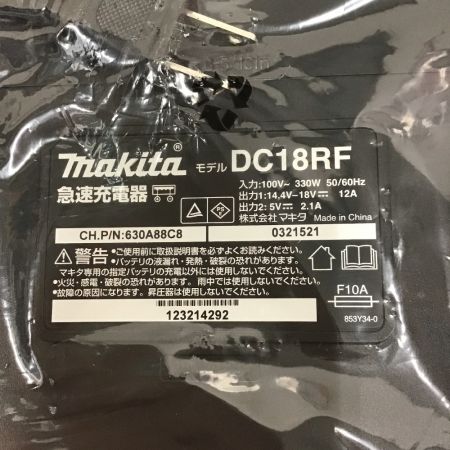 makita® モデル DC18RF
急速充電器
入力:100V~ 330W 50/60Hz
出力1:14.4V-18V⎓ 12A
出力2: 5V⎓ 2.1A
株式会社 マキタ Made in China
CH.P/N:630A88C8 0321521
警告 ●ご使用前に取扱説明書を必ずよくお読みください。
●バッテリの液漏れ・発熱・破裂の恐れがあります。
マキタ専用の指定バッテリの充電以外には使用しないでください。
●火災・感電・破裂の恐れがあります。 雨中では使用しないでください。
●故障の原因になります。 昇圧器は使用しないでください。
F10A
853Y34-0
123214292